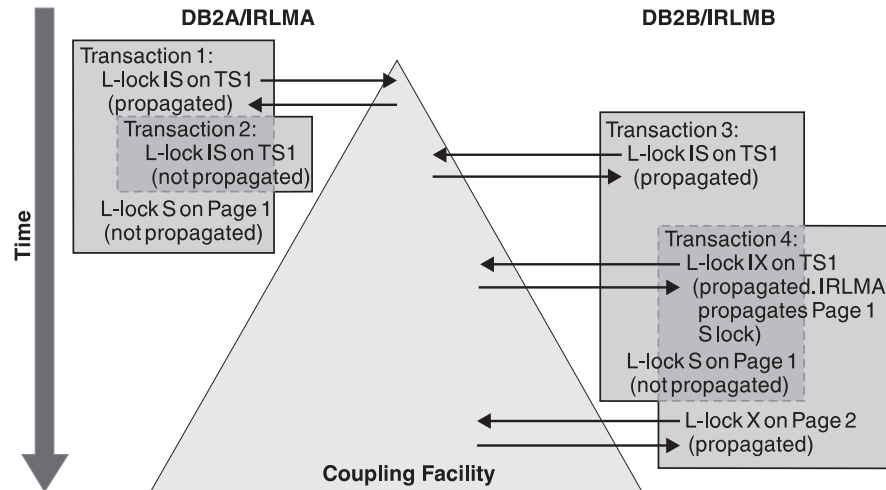 DB2A/IRLMA
DB2B/IRLMB
Time
Transaction 1:
L-lock IS on TS1
(propagated)
Transaction 2:
L-lock IS on TS1
(not propagated)
L-lock S on Page 1
(not propagated)
Transaction 3:
L-lock IS on TS1
(propagated)
Transaction 4:
L-lock IX on TS1
(propagated. IRLMA
propagates Page 1
S lock)
L-lock S on Page 1
(not propagated)
L-lock X on Page 2
(propagated)
Coupling Facility